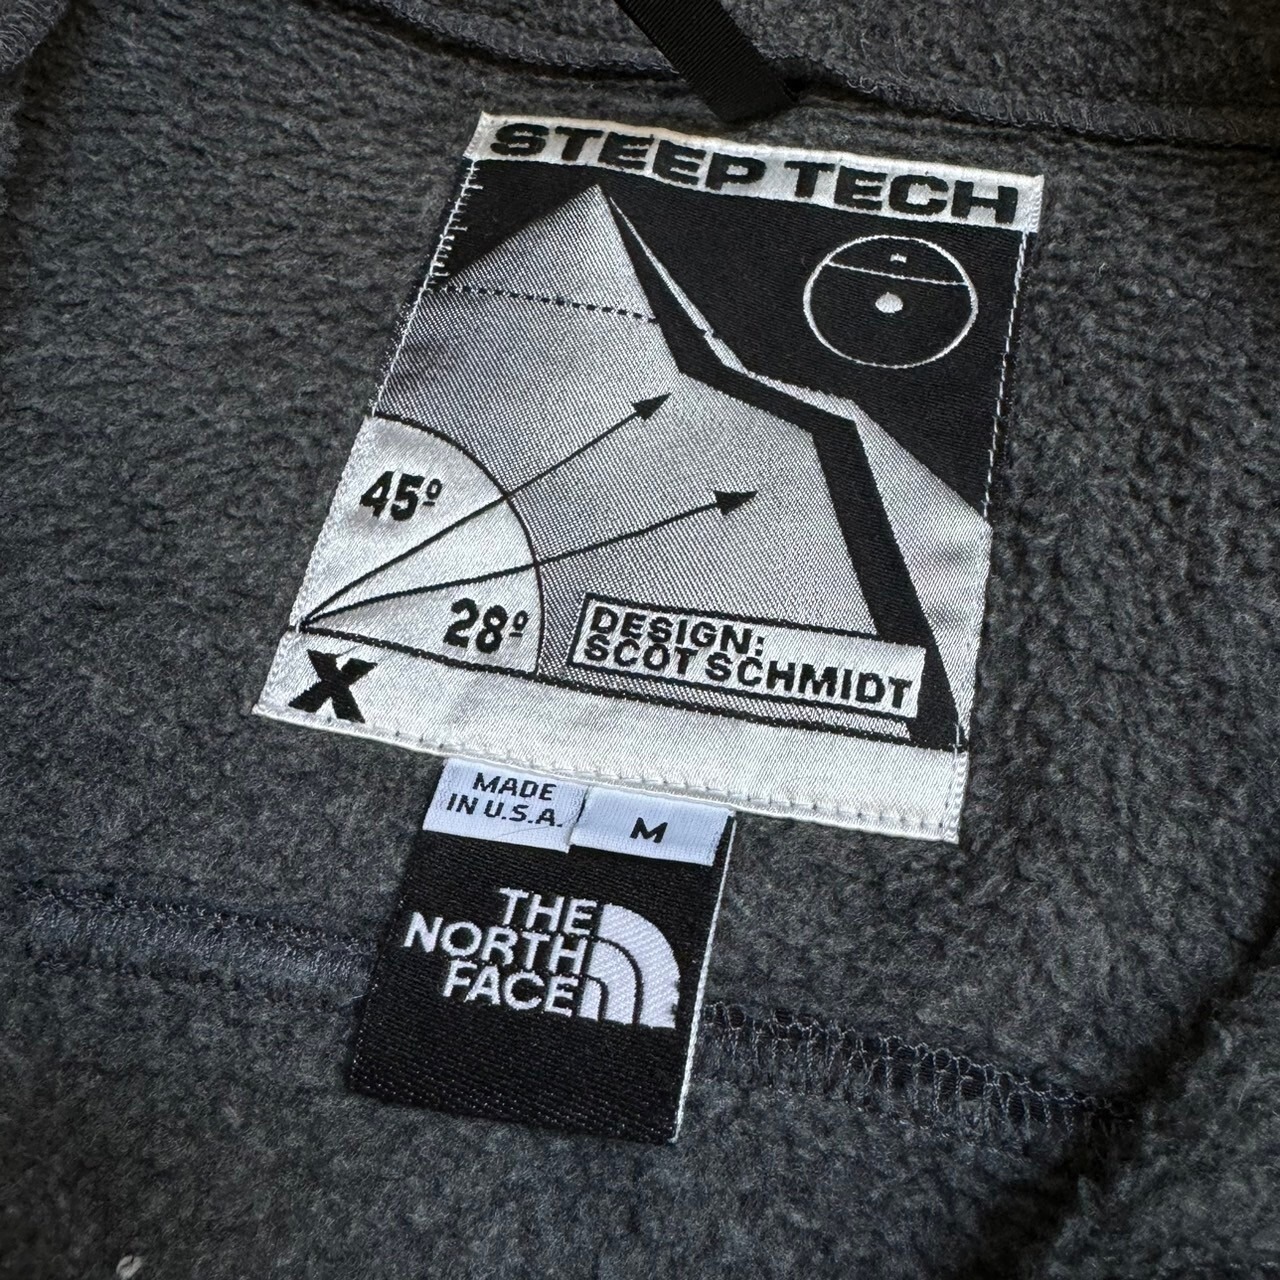 STEEP TECH
45º
28º
DESIGN:
SCOT SCHMIDT
X
MADE
IN U.S.A.
M
THE
NORTH
FACE